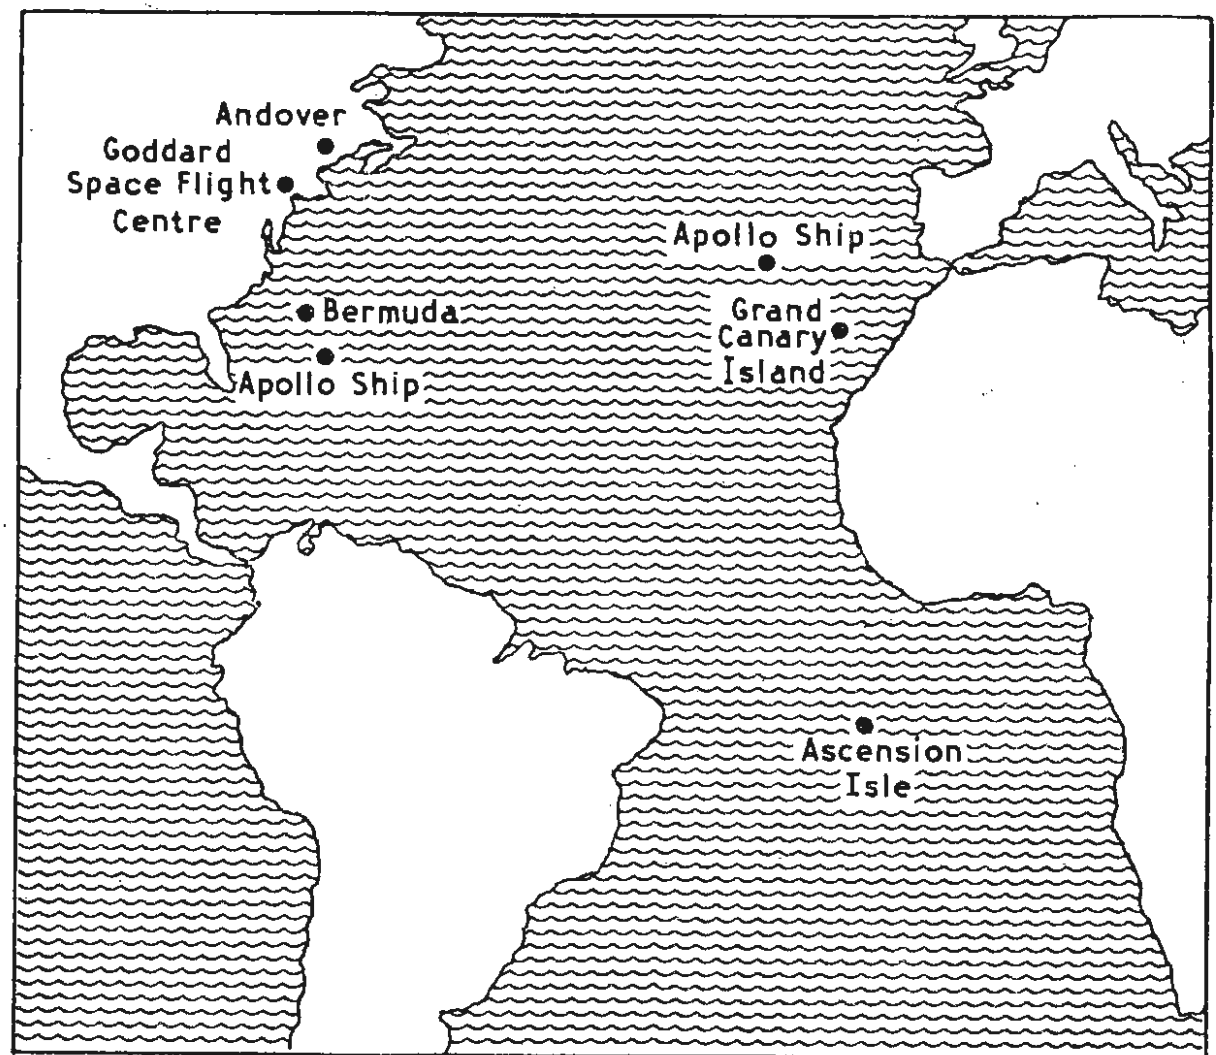 Andover
Goddard
Space Flight
Centre
Apollo Ship
Bermuda
Grand
Canary
Island
Apollo Ship
Ascension
Isle